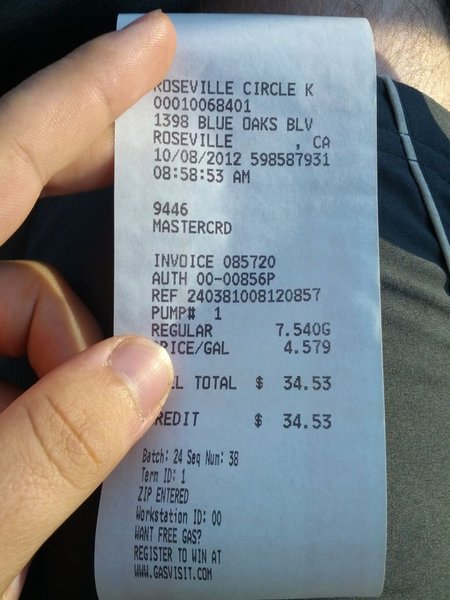 ROSEVILLE CIRCLE K
00010068401
1398 BLUE OAKS BLV
ROSEVILLE , CA
10/08/2012 598587931
08:58:53 AM
9446
MASTERCRD
INVOICE 085720
AUTH 00-00856P
REF 240381008120857
PUMP# 1
REGULAR 7.540G
PRICE/GAL 4.579
TOTAL $ 34.53
REDIT $ 34.53
Batch: 24 Seq Num: 38
Term ID: 1
ZIP ENTERED
Workstation ID: 00
WANT FREE GAS?
REGISTER TO WIN AT
WWW.GASVISIT.COM